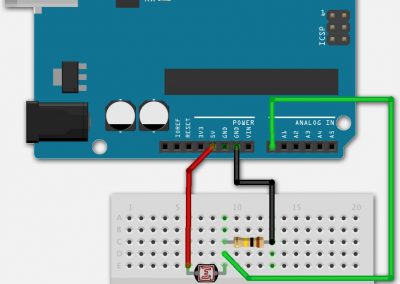 ICSP
1
POWER
ANALOG IN
IOREF
RESET
3V3
5V
GND
GND
VIN
A1
A2
A3
A4
A5
1 5 10 15 20
A
B
C
D
E